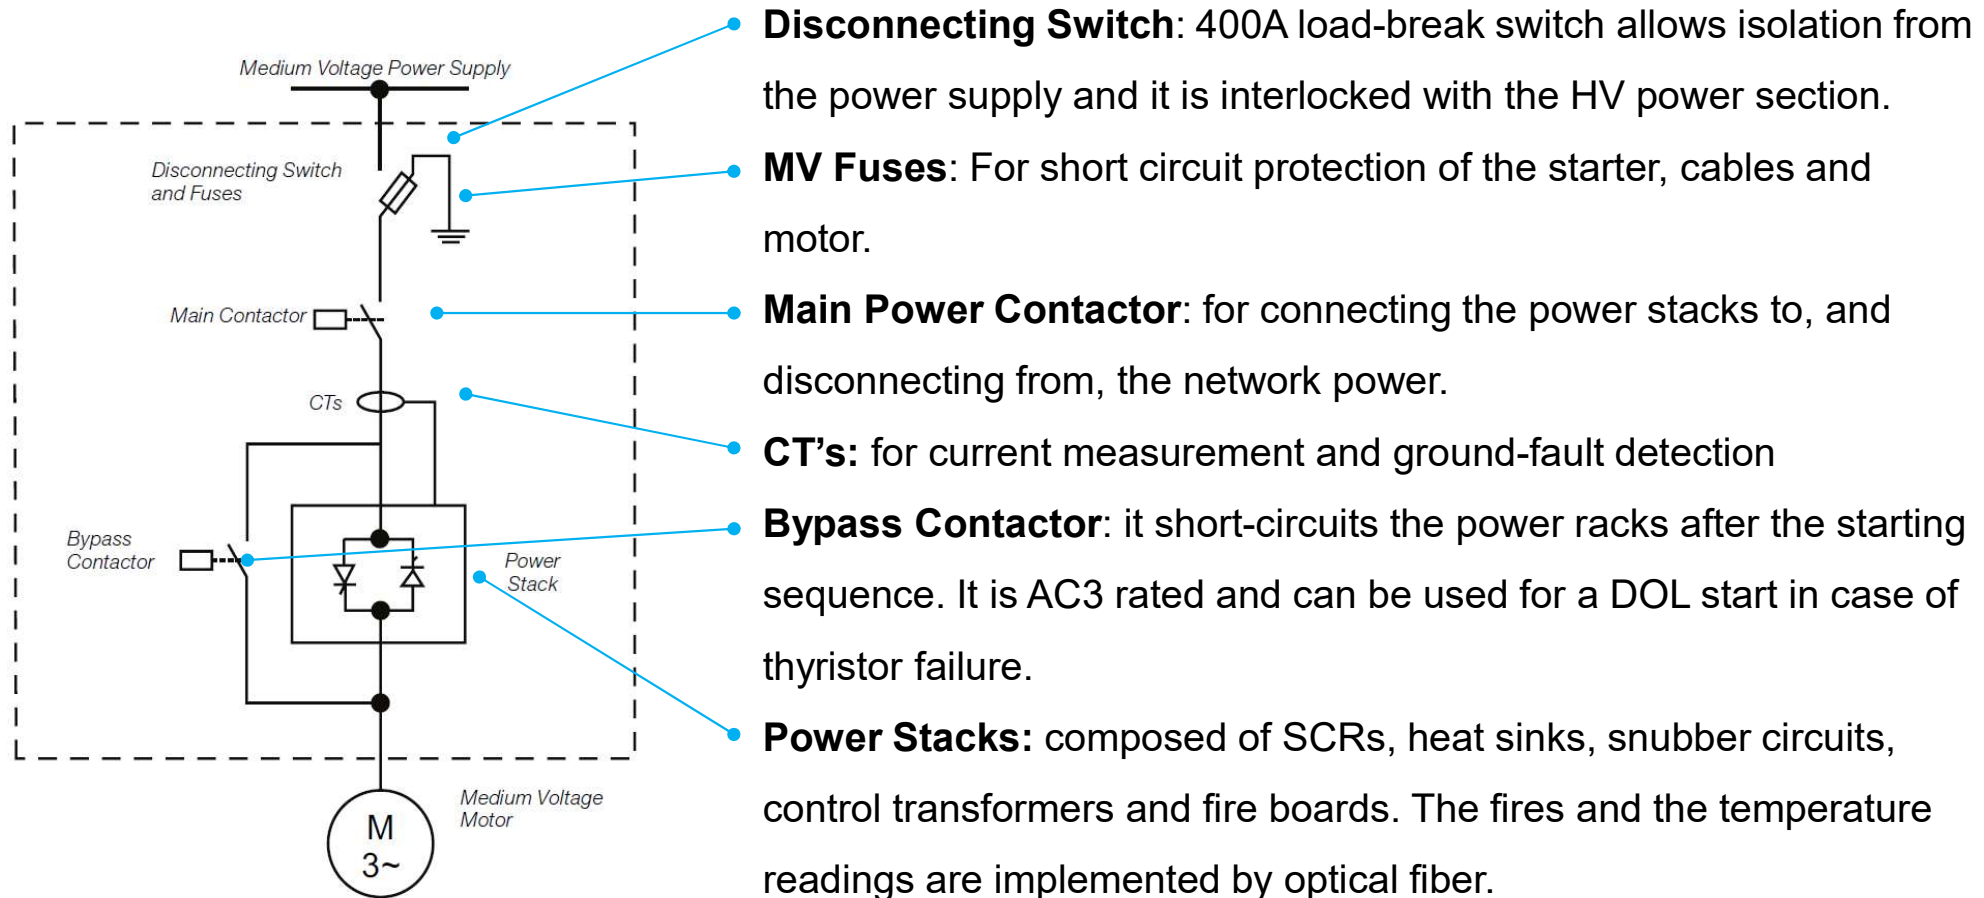 Medium Voltage Power Supply
Disconnecting Switch
and Fuses
Main Contactor
CTs
Bypass
Contactor
Power
Stack
Medium Voltage
Motor
M
3~
Disconnecting Switch: 400A load-break switch allows isolation from
the power supply and it is interlocked with the HV power section.
MV Fuses: For short circuit protection of the starter, cables and
motor.
Main Power Contactor: for connecting the power stacks to, and
disconnecting from, the network power.
CT’s: for current measurement and ground-fault detection
Bypass Contactor: it short-circuits the power racks after the starting
sequence. It is AC3 rated and can be used for a DOL start in case of
thyristor failure.
Power Stacks: composed of SCRs, heat sinks, snubber circuits,
control transformers and fire boards. The fires and the temperature
readings are implemented by optical fiber.